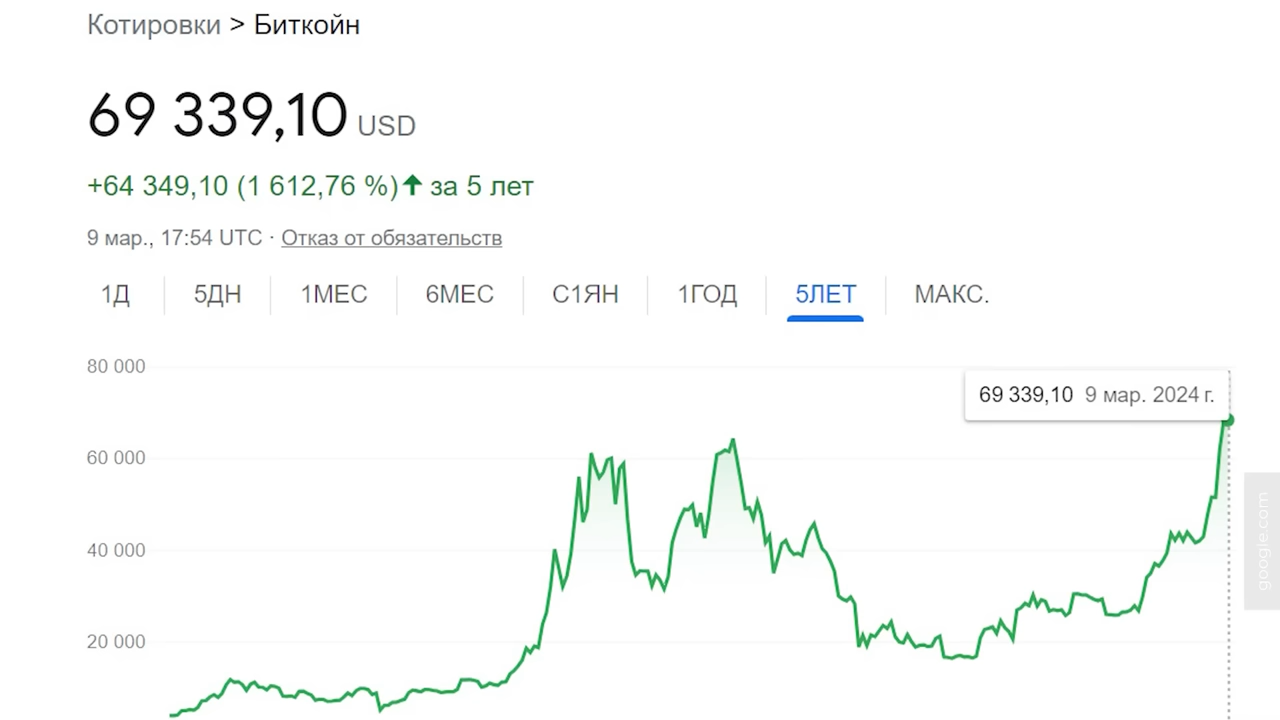 Котировки > Биткойн
69 339,10 USD
+64 349,10 (1 612,76 %) за 5 лет
9 мар., 17:54 UTC · Отказ от обязательств
1Д 5ДН 1МЕС 6МЕС С1ЯН 1ГОД 5ЛЕТ МАКС.
80 000
69 339,10 9 мар. 2024 г.
60 000
40 000
20 000
google.com